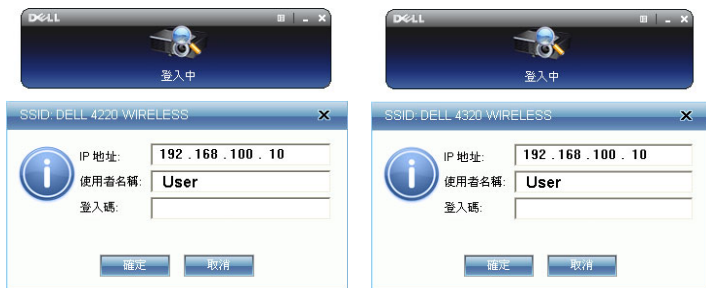 DELL
登入中
SSID: DELL 4220 WIRELESS
IP 地址: 192 . 168 . 100 . 10
使用者名稱: User
登入碼:
確定 取消
DELL
登入中
SSID: DELL 4320 WIRELESS
IP 地址: 192 . 168 . 100 . 10
使用者名稱: User
登入碼:
確定 取消